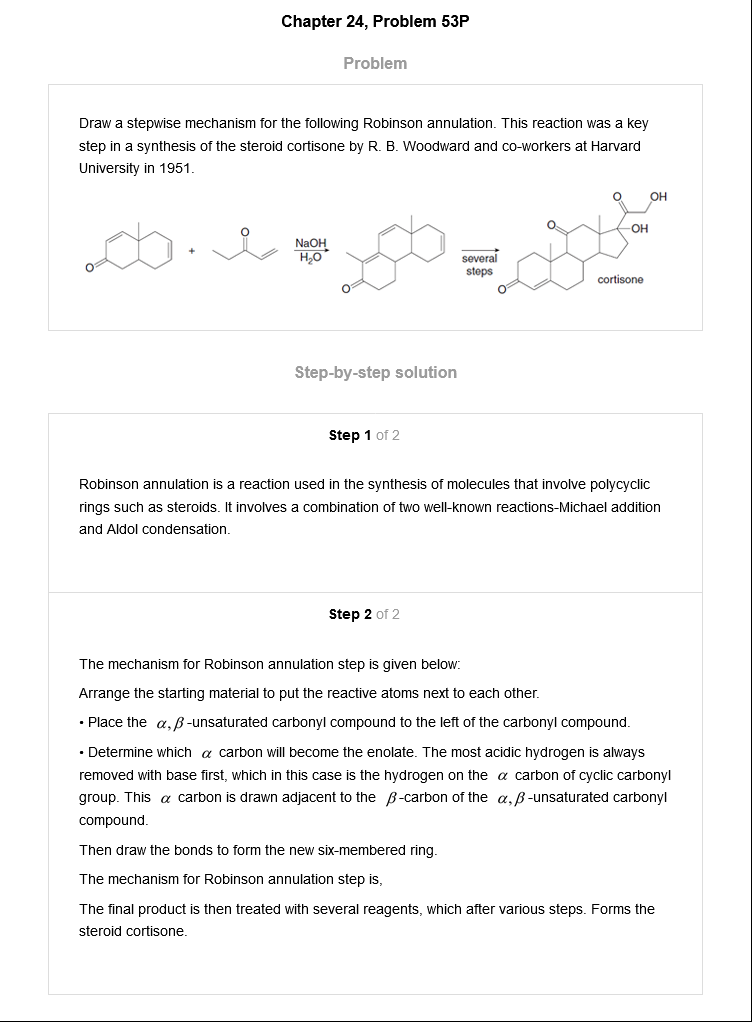 Chapter 24, Problem 53P
Problem
Draw a stepwise mechanism for the following Robinson annulation. This reaction was a key
step in a synthesis of the steroid cortisone by R. B. Woodward and co-workers at Harvard
University in 1951.
O
+
O
NaOH
H₂O
O
several
steps
O
O
O
OH
OH
cortisone
Step-by-step solution
Step 1 of 2
Robinson annulation is a reaction used in the synthesis of molecules that involve polycyclic
rings such as steroids. It involves a combination of two well-known reactions-Michael addition
and Aldol condensation.
Step 2 of 2
The mechanism for Robinson annulation step is given below:
Arrange the starting material to put the reactive atoms next to each other.
• Place the α,β-unsaturated carbonyl compound to the left of the carbonyl compound.
• Determine which α carbon will become the enolate. The most acidic hydrogen is always
removed with base first, which in this case is the hydrogen on the α carbon of cyclic carbonyl
group. This α carbon is drawn adjacent to the β-carbon of the α,β-unsaturated carbonyl
compound.
Then draw the bonds to form the new six-membered ring.
The mechanism for Robinson annulation step is,
The final product is then treated with several reagents, which after various steps. Forms the
steroid cortisone.